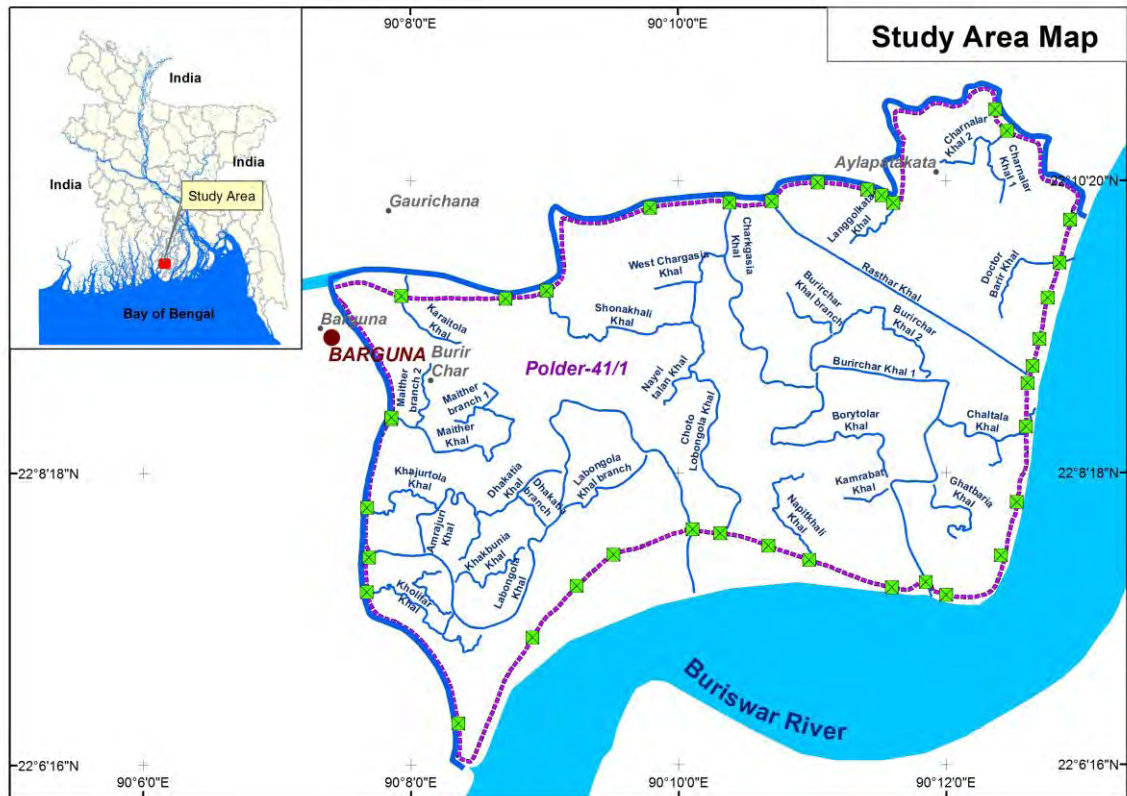 90°8'0"E
90°10'0"E
Study Area Map
India
India
India
Study Area
Bay of Bengal
Charnalar
Khal 2
Charnalar
Khal 1
Aylapatakata
22°10'20"N
Gaurichana
Langgolkata
Khal
Charkgasia
Khal
West Chargasia
Khal
Rasthar Khal
Doctor
Barir Khal
Burirchar
Khal branch
Burirchar
Khal 2
Shonakhali
Khal
Karaitola
Khal
Barguna
BARGUNA
Burir
Char
Polder-41/1
Nayel
talan Khal
Burirchar Khal 1
Maither
branch 2
Maither
branch 1
Maither
Khal
Choto
Lobongola Khal
Borytolar
Khal
Chaltala
Khal
22°8'18"N
22°8'18"N
Khajurtola
Khal
Dhakatia
Khal
Dhakatia
branch
Labongola
Khal branch
Kamrabat
Khal
Ghatbaria
Khal
Napitkhali
Khal
Amrajuri
Khal
Khakbunia
Khal
Labongola
Khal
Kholifar
Khal
Buriswar River
22°6'16"N
22°6'16"N
90°6'0"E
90°8'0"E
90°10'0"E
90°12'0"E